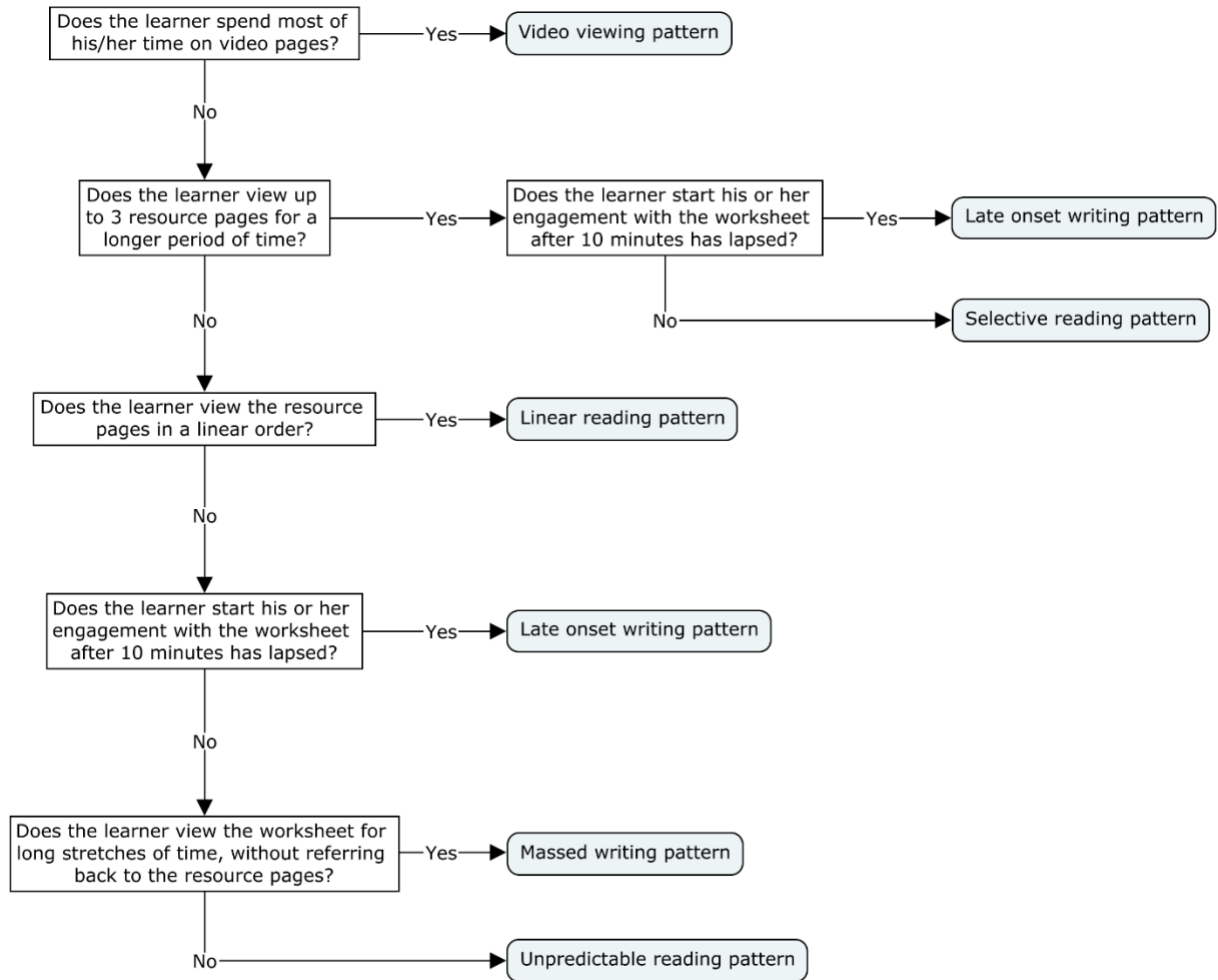 Does the learner spend most of
his/her time on video pages?
Yes
Video viewing pattern
No
Does the learner view up
to 3 resource pages for a
longer period of time?
Yes
Does the learner start his or her
engagement with the worksheet
after 10 minutes has lapsed?
Yes
Late onset writing pattern
No
Selective reading pattern
No
Does the learner view the resource
pages in a linear order?
Yes
Linear reading pattern
No
Does the learner start his or her
engagement with the worksheet
after 10 minutes has lapsed?
Yes
Late onset writing pattern
No
Does the learner view the worksheet for
long stretches of time, without referring
back to the resource pages?
Yes
Massed writing pattern
No
Unpredictable reading pattern